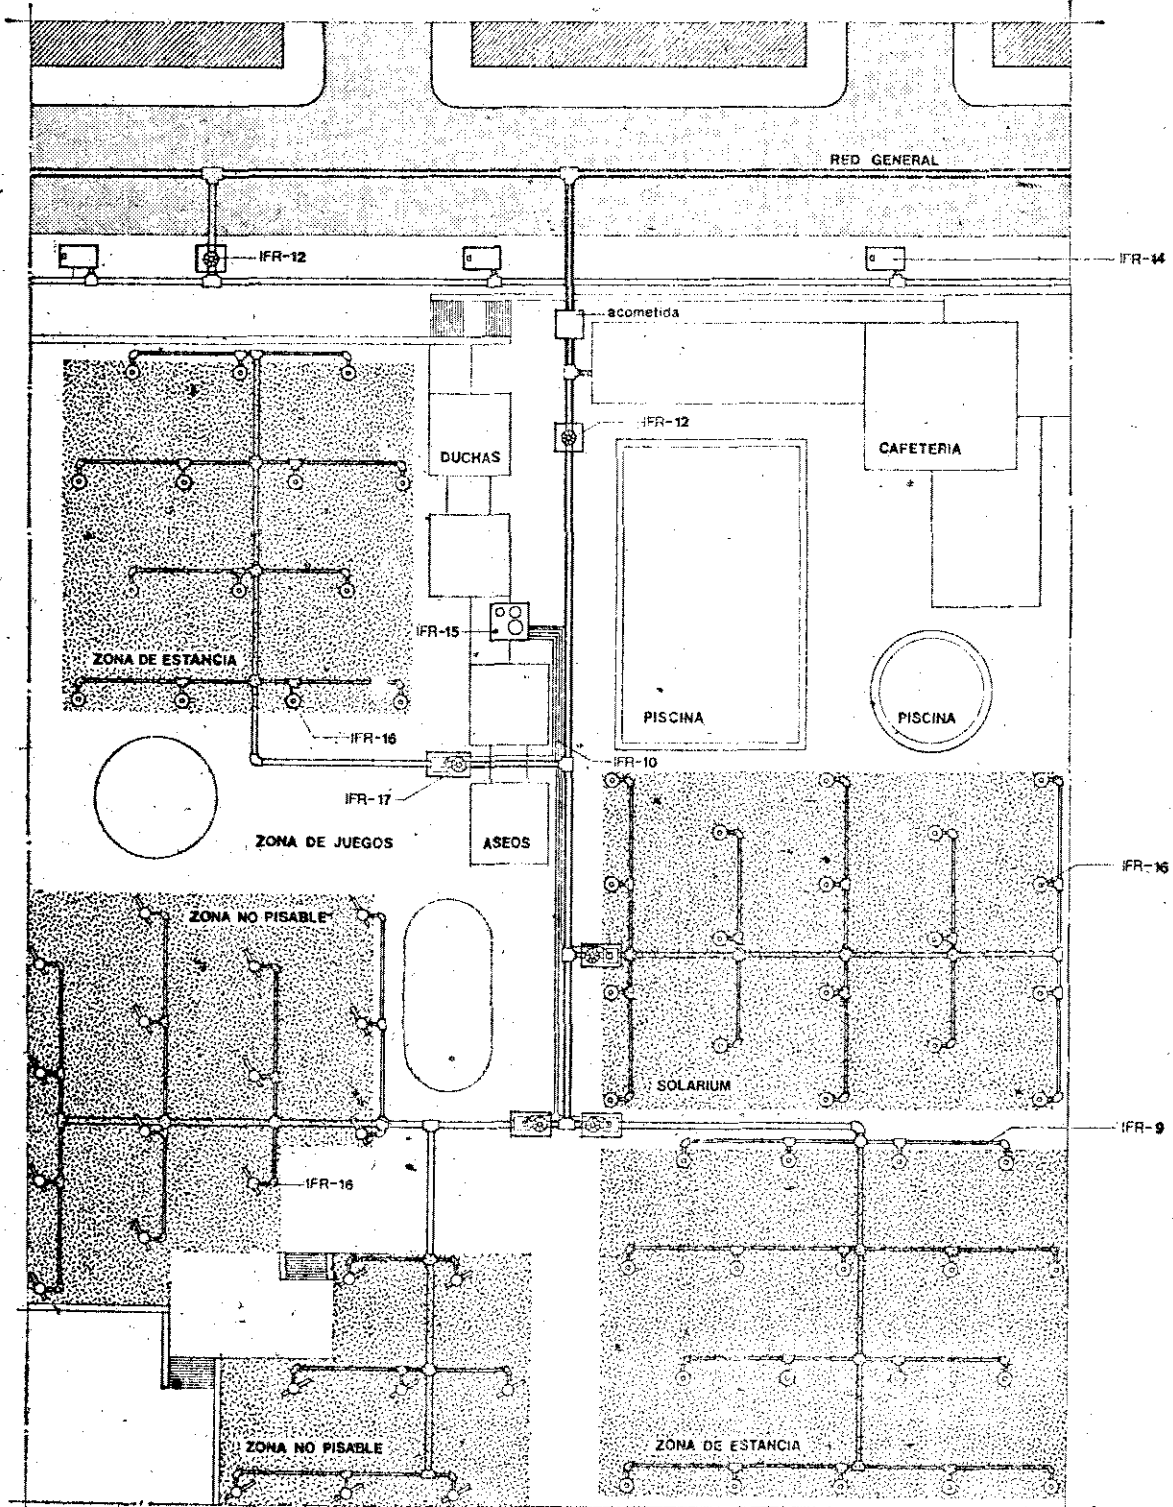 RED GENERAL
IFR-12
IFR-14
acometida
IFR-12
CAFETERIA
DUCHAS
IFR-15
ZONA DE ESTANCIA
PISCINA
PISCINA
IFR-16
IFR-10
IFR-17
ZONA DE JUEGOS
ASEOS
IFR-16
ZONA NO PISABLE
SOLARIUM
IFR-9
IFR-16
ZONA NO PISABLE
ZONA DE ESTANCIA